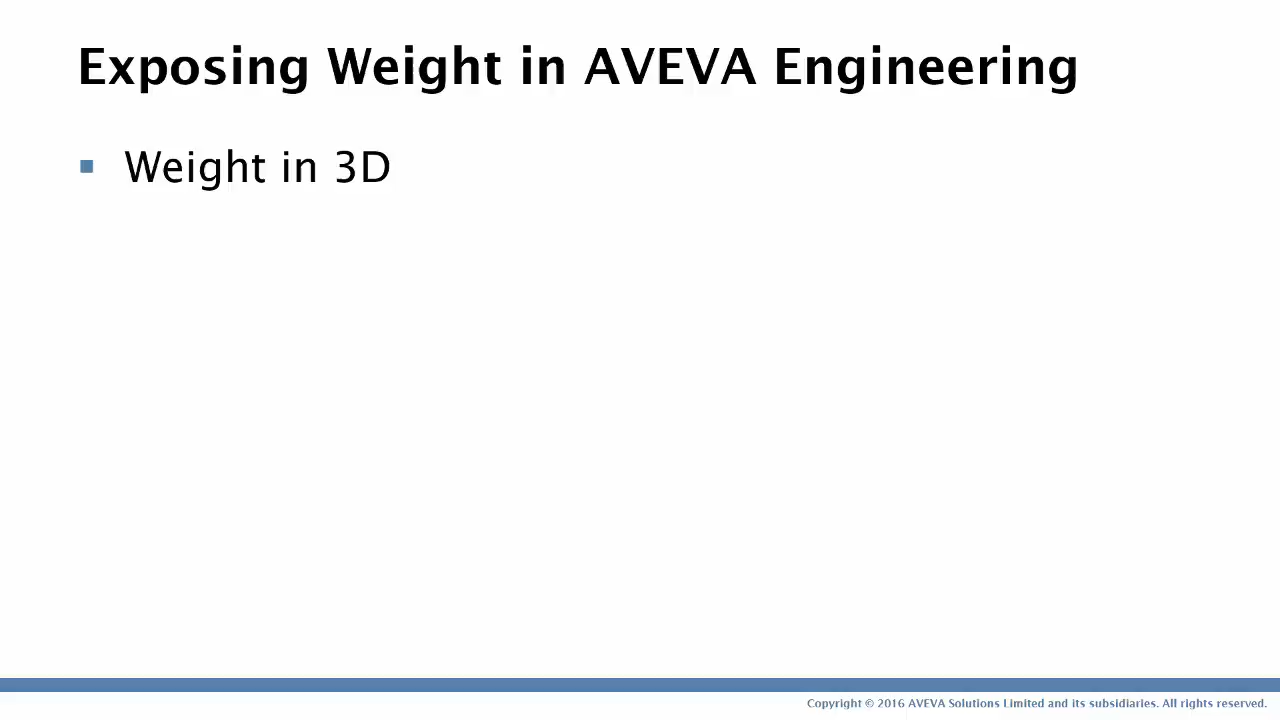 Exposing Weight in AVEVA Engineering
Weight in 3D
Copyright © 2016 AVEVA Solutions Limited and its subsidiaries. All rights reserved.